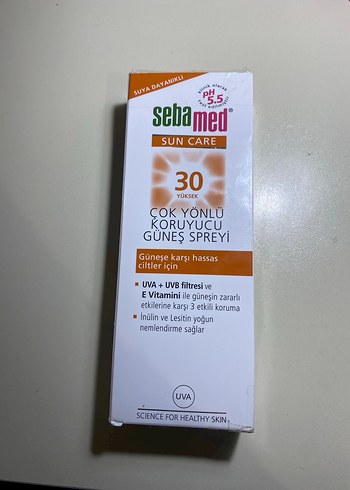 SUYA DAYANIKLI
pH
5.5
sebamed®
SUN CARE
30
YÜKSEK
ÇOK YÖNLÜ
KORUYUCU
GÜNEŞ SPREYİ
Güneşe karşı hassas
ciltler için
UVA + UVB filtresi ve
E Vitamini ile güneşin zararlı
etkilerine karşı 3 etkili koruma
İnülin ve Lesitin yoğun
nemlendirme sağlar
UVA
SCIENCE FOR HEALTHY SKIN